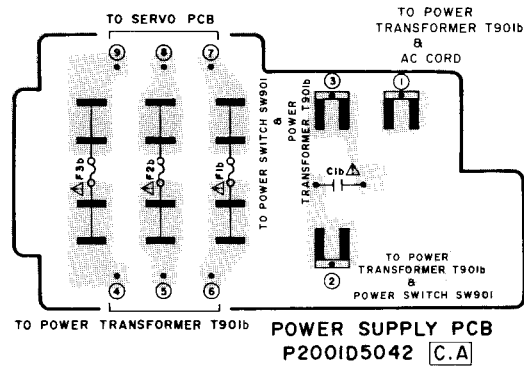 TO SERVO PCB
TO POWER
TRANSFORMER T901b
&
AC CORD
9
8
7
3
1
F3b
F2b
F1b
TO POWER SWITCH SW901
&
POWER
TRANSFORMER T901b
C1b
2
TO POWER
TRANSFORMER T901b
&
POWER SWITCH SW901
4
5
6
TO POWER TRANSFORMER T901b
POWER SUPPLY PCB
P2001D5042 C.A